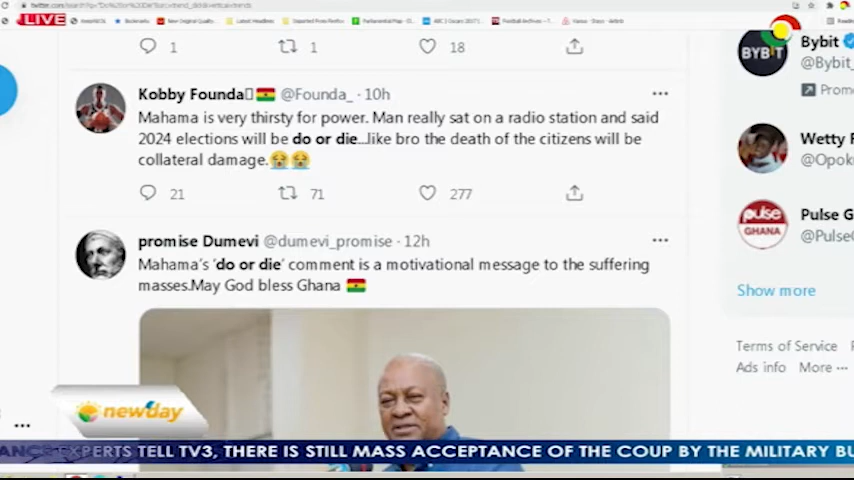 LIVE
1 1 18
Kobby Founda @Founda_ · 10h
Mahama is very thirsty for power. Man really sat on a radio station and said
2024 elections will be do or die...like bro the death of the citizens will be
collateral damage.😭😭
21 71 277
promise Dumevi @dumevi_promise · 12h
Mahama's 'do or die' comment is a motivational message to the suffering
masses.May God bless Ghana 🇬🇭
BYBIT
Bybit
@Bybit_
Promo
Wetty F
@Opok
pulse
GHANA
Pulse G
@Pulse
Show more
Terms of Service
Ads info More ...
newday
EXPERTS TELL TV3, THERE IS STILL MASS ACCEPTANCE OF THE COUP BY THE MILITARY BU